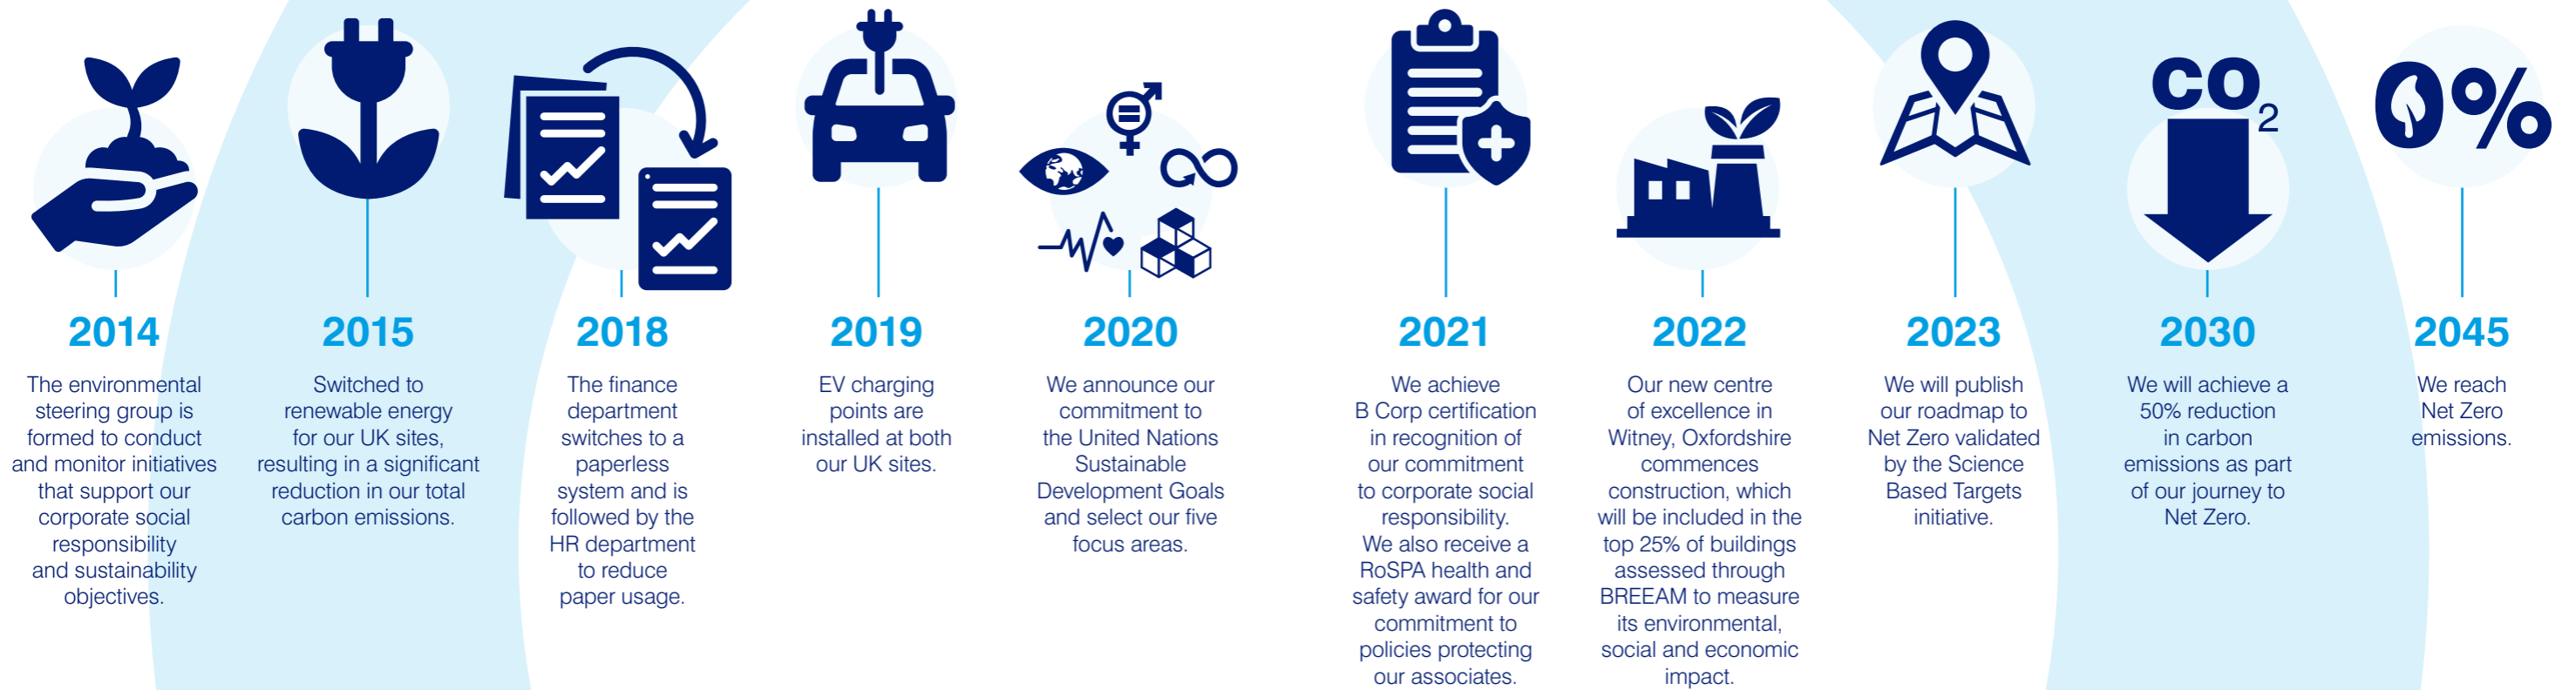 CO
2
0%
2014
The environmental
steering group is
formed to conduct
and monitor initiatives
that support our
corporate social
responsibility
and sustainability
objectives.
2015
Switched to
renewable energy
for our UK sites,
resulting in a significant
reduction in our total
carbon emissions.
2018
The finance
department
switches to a
paperless
system and is
followed by the
HR department
to reduce
paper usage.
2019
EV charging
points are
installed at both
our UK sites.
2020
We announce our
commitment to
the United Nations
Sustainable
Development Goals
and select our five
focus areas.
2021
We achieve
B Corp certification
in recognition of
our commitment
to corporate social
responsibility.
We also receive a
RoSPA health and
safety award for our
commitment to
policies protecting
our associates.
2022
Our new centre
of excellence in
Witney, Oxfordshire
commences
construction, which
will be included in the
top 25% of buildings
assessed through
BREEAM to measure
its environmental,
social and economic
impact.
2023
We will publish
our roadmap to
Net Zero validated
by the Science
Based Targets
initiative.
2030
We will achieve a
50% reduction
in carbon
emissions as part
of our journey to
Net Zero.
2045
We reach
Net Zero
emissions.